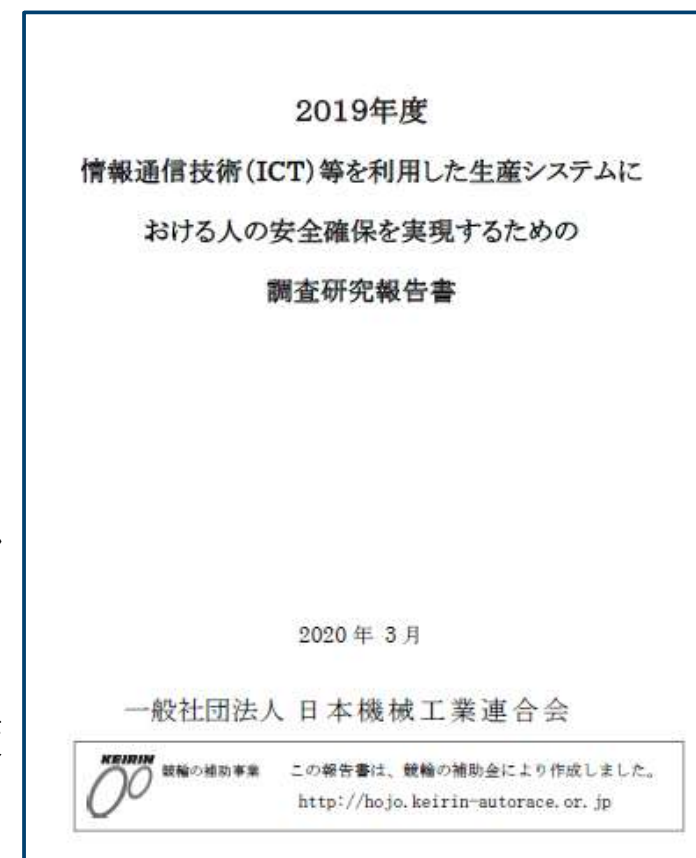 2019年度
情報通信技術(ICT)等を利用した生産システムに
おける人の安全確保を実現するための
調査研究報告書
2020年 3月
一般社団法人 日本機械工業連合会
KEIRIN
競輪の補助事業 この報告書は、競輪の補助金により作成しました。
http://hojo.keirin-autorace.or.jp